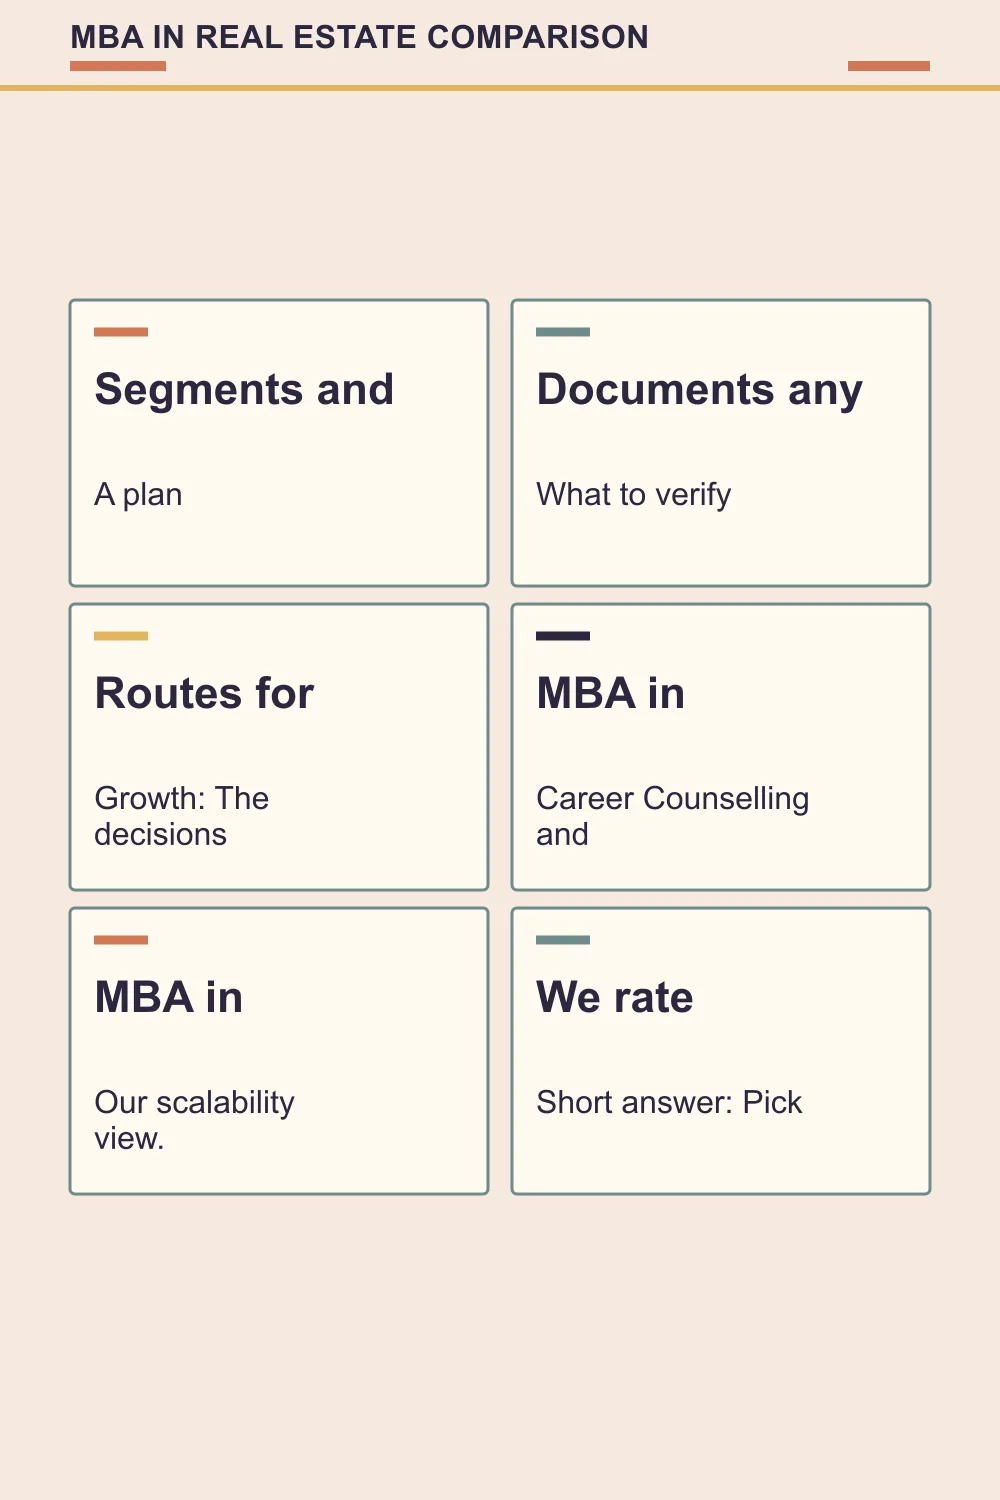 MBA IN REAL ESTATE COMPARISON
Segments and
A plan
Documents any
What to verify
Routes for
Growth: The
decisions
MBA in
Career Counselling
and
MBA in
Our scalability
view.
We rate
Short answer: Pick